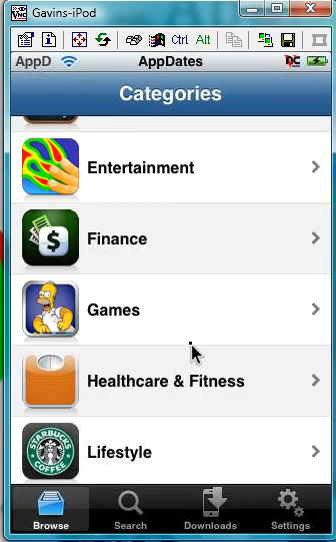 Gavins-iPod
Ctrl Alt
AppD AppDates
Categories
Entertainment
$
Finance
Games
Healthcare & Fitness
STARBUCKS
COFFEE
Lifestyle
Browse Search Downloads Settings